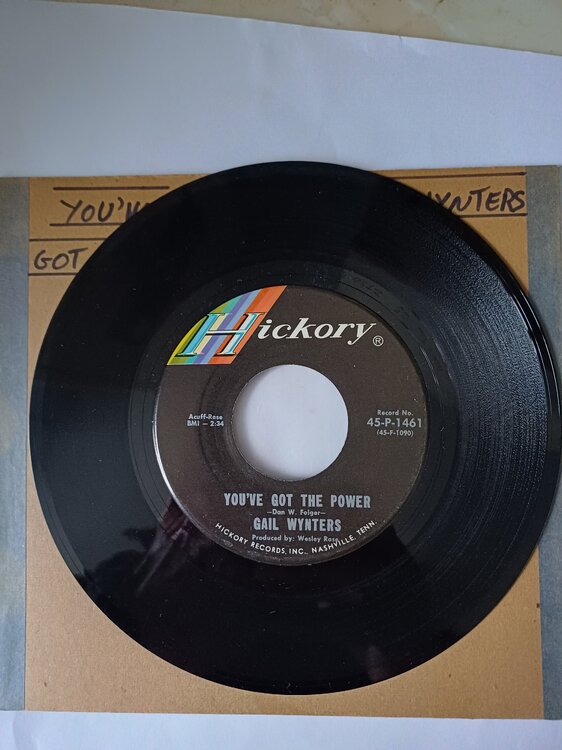 YOU'VE
WYNTERS
GOT
Hickory ®
Acuff-Rose
BMI — 2:34
Record No.
45-P-1461
(45-F-1090)
YOU'VE GOT THE POWER
—Dan W. Folger—
GAIL WYNTERS
Produced by: Wesley Rose
HICKORY RECORDS, INC., NASHVILLE, TENN.